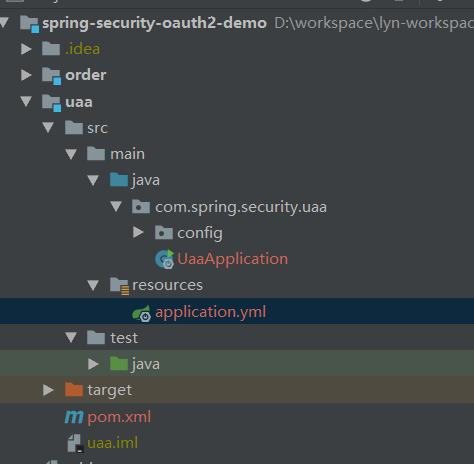 spring-security-oauth2-demo D:\workspace\lyn-workspac
.idea
order
uaa
src
main
java
com.spring.security.uaa
config
UaaApplication
resources
application.yml
test
java
target
pom.xml
uaa.iml